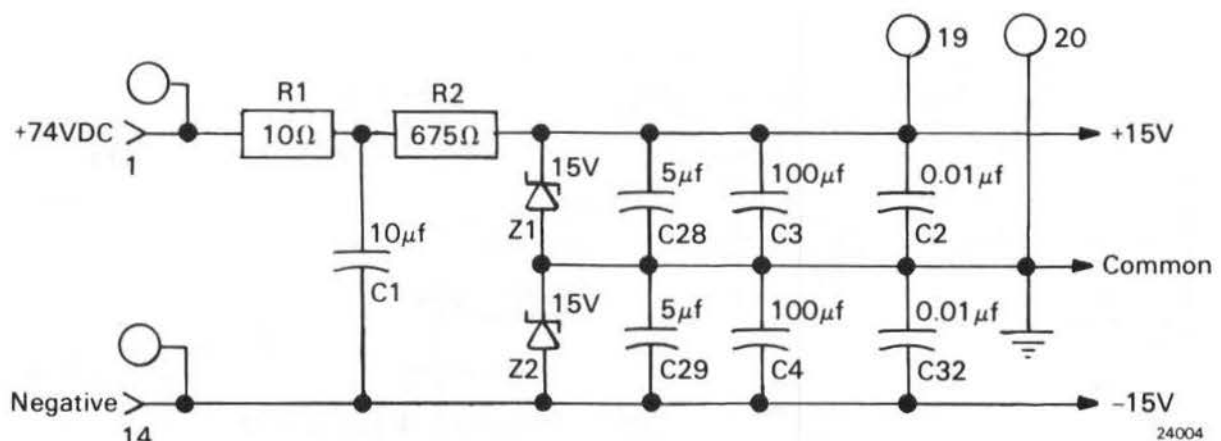 19
20
R1
R2
+74VDC
10Ω
675Ω
+15V
1
15V
5μf
100μf
0.01μf
10μf
Z1
C28
C3
C2
Common
C1
15V
5μf
100μf
0.01μf
Z2
C29
C4
C32
Negative
-15V
14
24004